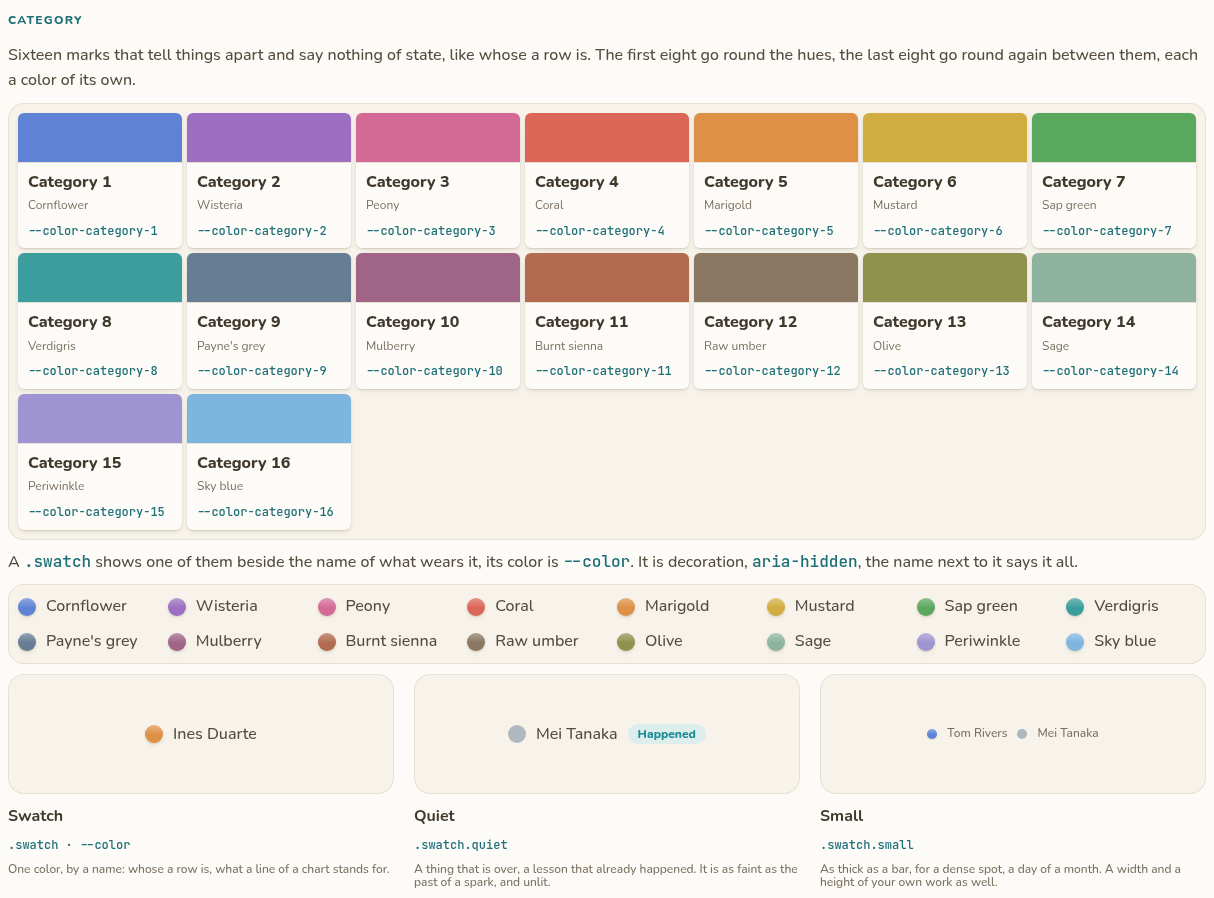 CATEGORY
Sixteen marks that tell things apart and say nothing of state, like whose a row is. The first eight go round the hues, the last eight go round again between them, each
a color of its own.
Category 1
Cornflower
--color-category-1
Category 2
Wisteria
--color-category-2
Category 3
Peony
--color-category-3
Category 4
Coral
--color-category-4
Category 5
Marigold
--color-category-5
Category 6
Mustard
--color-category-6
Category 7
Sap green
--color-category-7
Category 8
Verdigris
--color-category-8
Category 9
Payne's grey
--color-category-9
Category 10
Mulberry
--color-category-10
Category 11
Burnt sienna
--color-category-11
Category 12
Raw umber
--color-category-12
Category 13
Olive
--color-category-13
Category 14
Sage
--color-category-14
Category 15
Periwinkle
--color-category-15
Category 16
Sky blue
--color-category-16
A .swatch shows one of them beside the name of what wears it, its color is --color. It is decoration, aria-hidden, the name next to it says it all.
Cornflower Wisteria Peony Coral Marigold Mustard Sap green Verdigris
Payne's grey Mulberry Burnt sienna Raw umber Olive Sage Periwinkle Sky blue
Ines Duarte
Mei Tanaka Happened
Tom Rivers Mei Tanaka
Swatch
.swatch · --color
One color, by a name: whose a row is, what a line of a chart stands for.
Quiet
.swatch.quiet
A thing that is over, a lesson that already happened. It is as faint as the
past of a spark, and unlit.
Small
.swatch.small
As thick as a bar, for a dense spot, a day of a month. A width and a
height of your own work as well.